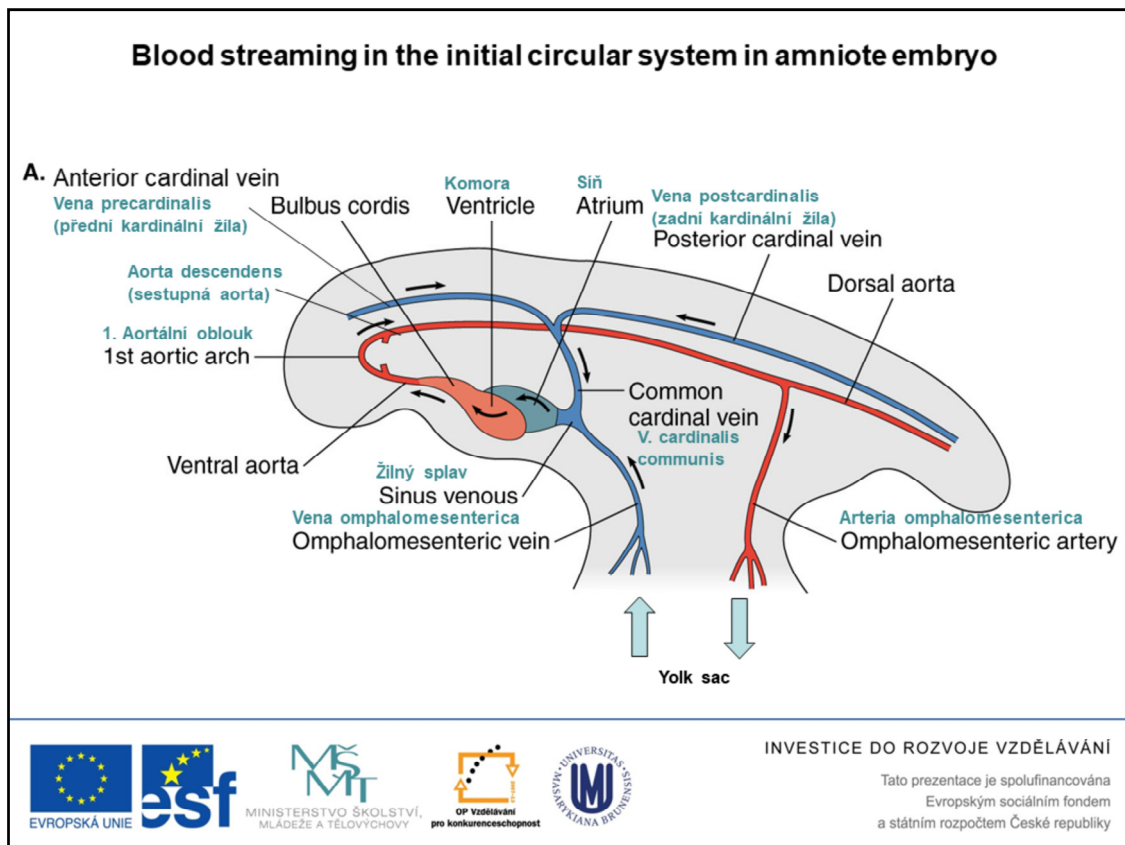 Blood streaming in the initial circular system in amniote embryo
A.
Anterior cardinal vein
Vena precardinalis
(přední kardinální žíla)
Bulbus cordis
Komora
Ventricle
Síň
Atrium
Vena postcardinalis
(zadní kardinální žíla)
Posterior cardinal vein
Aorta descendens
(sestupná aorta)
Dorsal aorta
1. Aortální oblouk
1st aortic arch
Common
cardinal vein
V. cardinalis
communis
Ventral aorta
Žilný splav
Sinus venous
Vena omphalomesenterica
Omphalomesenteric vein
Arteria omphalomesenterica
Omphalomesenteric artery
Yolk sac
EVROPSKÁ UNIE
esf
MŠMT
MINISTERSTVO ŠKOLSTVÍ,
MLÁDEŽE A TĚLOVÝCHOVY
2007-13
OP Vzdělávání
pro konkurenceschopnost
UNIVERSITAS MASARYKIANA BRUNENSIS
MU
INVESTICE DO ROZVOJE VZDĚLÁVÁNÍ
Tato prezentace je spolufinancována
Evropským sociálním fondem
a státním rozpočtem České republiky